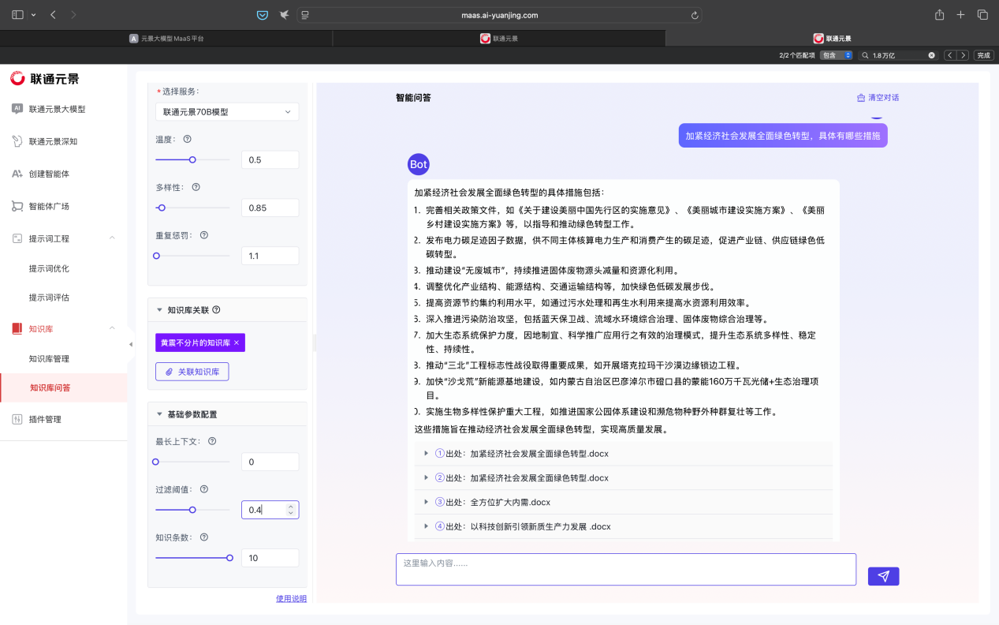 maas.ai-yuanjing.com
A 元景大模型MaaS平台
联通元景
联通元景
2/2个匹配项
包含
1.8万亿
完成
联通元景
AI 联通元景大模型
联通元景深知
创建智能体
智能体广场
提示词工程
提示词优化
提示词评估
知识库
知识库管理
知识库问答
插件管理
*选择服务:
联通元景70B模型
温度:
0.5
多样性:
0.85
重复惩罚:
1.1
知识库关联
黄震不分片的知识库 ×
关联知识库
基础参数配置
最长上下文:
0
过滤阈值:
0.4
知识条数:
10
使用说明
智能问答
清空对话
加紧经济社会发展全面绿色转型，具体有哪些措施
Bot
加紧经济社会发展全面绿色转型的具体措施包括：
1. 完善相关政策文件，如《关于建设美丽中国先行区的实施意见》、《美丽城市建设实施方案》、《美丽
乡村建设实施方案》等，以指导和推动绿色转型工作。
2. 发布电力碳足迹因子数据，供不同主体核算电力生产和消费产生的碳足迹，促进产业链、供应链绿色低
碳转型。
3. 推动建设“无废城市”，持续推进固体废物源头减量和资源化利用。
4. 调整优化产业结构、能源结构、交通运输结构等，加快绿色低碳发展步伐。
5. 提高资源节约集约利用水平，如通过污水处理和再生水利用来提高水资源利用效率。
6. 深入推进污染防治攻坚，包括蓝天保卫战、流域水环境综合治理、固体废物综合治理等。
7. 加大生态系统保护力度，因地制宜、科学推广应用行之有效的治理模式，提升生态系统多样性、稳定
性、持续性。
8. 推动“三北”工程标志性战役取得重要成果，如开展塔克拉玛干沙漠边缘锁边工程。
9. 加快“沙戈荒”新能源基地建设，如内蒙古自治区巴彦淖尔市磴口县的蒙能160万千瓦光储+生态治理项
目。
0. 实施生物多样性保护重大工程，如推进国家公园体系建设和濒危物种野外种群复壮等工作。
这些措施旨在推动经济社会发展全面绿色转型，实现高质量发展。
①出处：加紧经济社会发展全面绿色转型.docx
②出处：加紧经济社会发展全面绿色转型.docx
③出处：全方位扩大内需.docx
④出处：以科技创新引领新质生产力发展 .docx
这里输入内容......